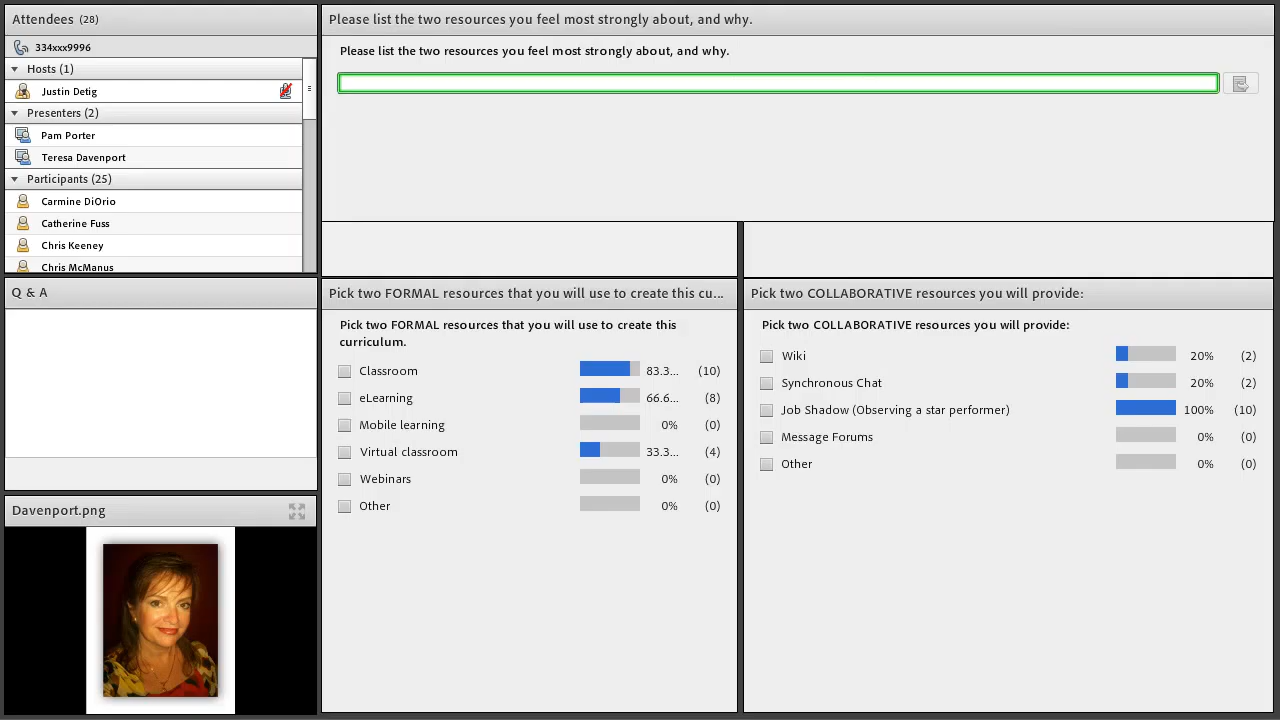 Attendees (28)
334xxx9996
Hosts (1)
Justin Detig
Presenters (2)
Pam Porter
Teresa Davenport
Participants (25)
Carmine DiOrio
Catherine Fuss
Chris Keeney
Chris McManus
Q & A
Davenport.png
Please list the two resources you feel most strongly about, and why.
Please list the two resources you feel most strongly about, and why.
Pick two FORMAL resources that you will use to create this cu...
Pick two FORMAL resources that you will use to create this
curriculum.
Classroom 83.3... (10)
eLearning 66.6... (8)
Mobile learning 0% (0)
Virtual classroom 33.3... (4)
Webinars 0% (0)
Other 0% (0)
Pick two COLLABORATIVE resources you will provide:
Pick two COLLABORATIVE resources you will provide:
Wiki 20% (2)
Synchronous Chat 20% (2)
Job Shadow (Observing a star performer) 100% (10)
Message Forums 0% (0)
Other 0% (0)